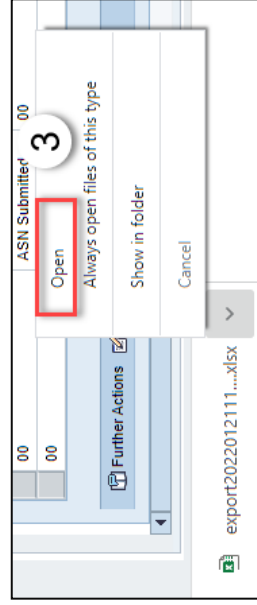 00 ASN Submitted 00
3
00 Open
Always open files of this type
Further Actions Show in folder
Cancel
export2022012111....xlsx